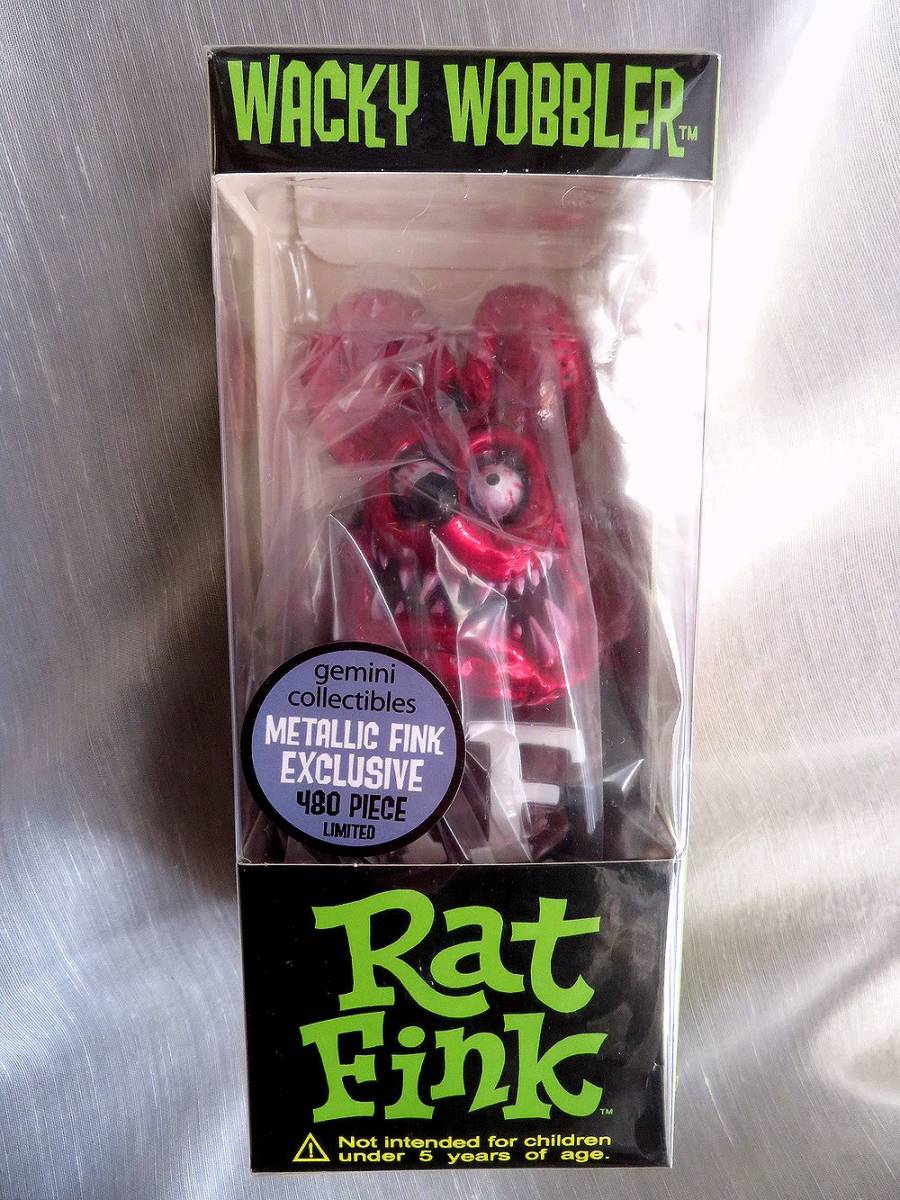 WACKY WOBBLER™
gemini
collectibles
METALLIC FINK
EXCLUSIVE
480 PIECE
LIMITED
Rat
Fink™
Not intended for children
under 5 years of age.